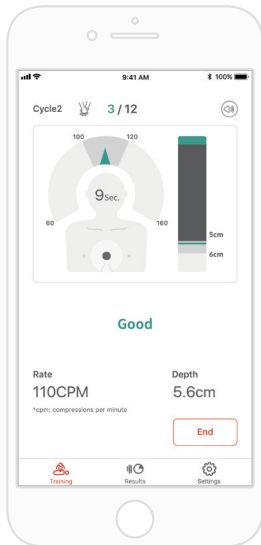 9:41 AM
100%
Cycle2
3 / 12
100
120
60
160
9Sec.
5cm
6cm
Good
Rate
Depth
110CPM
5.6cm
*cpm: compressions per minute
End
Training
Results
Settings